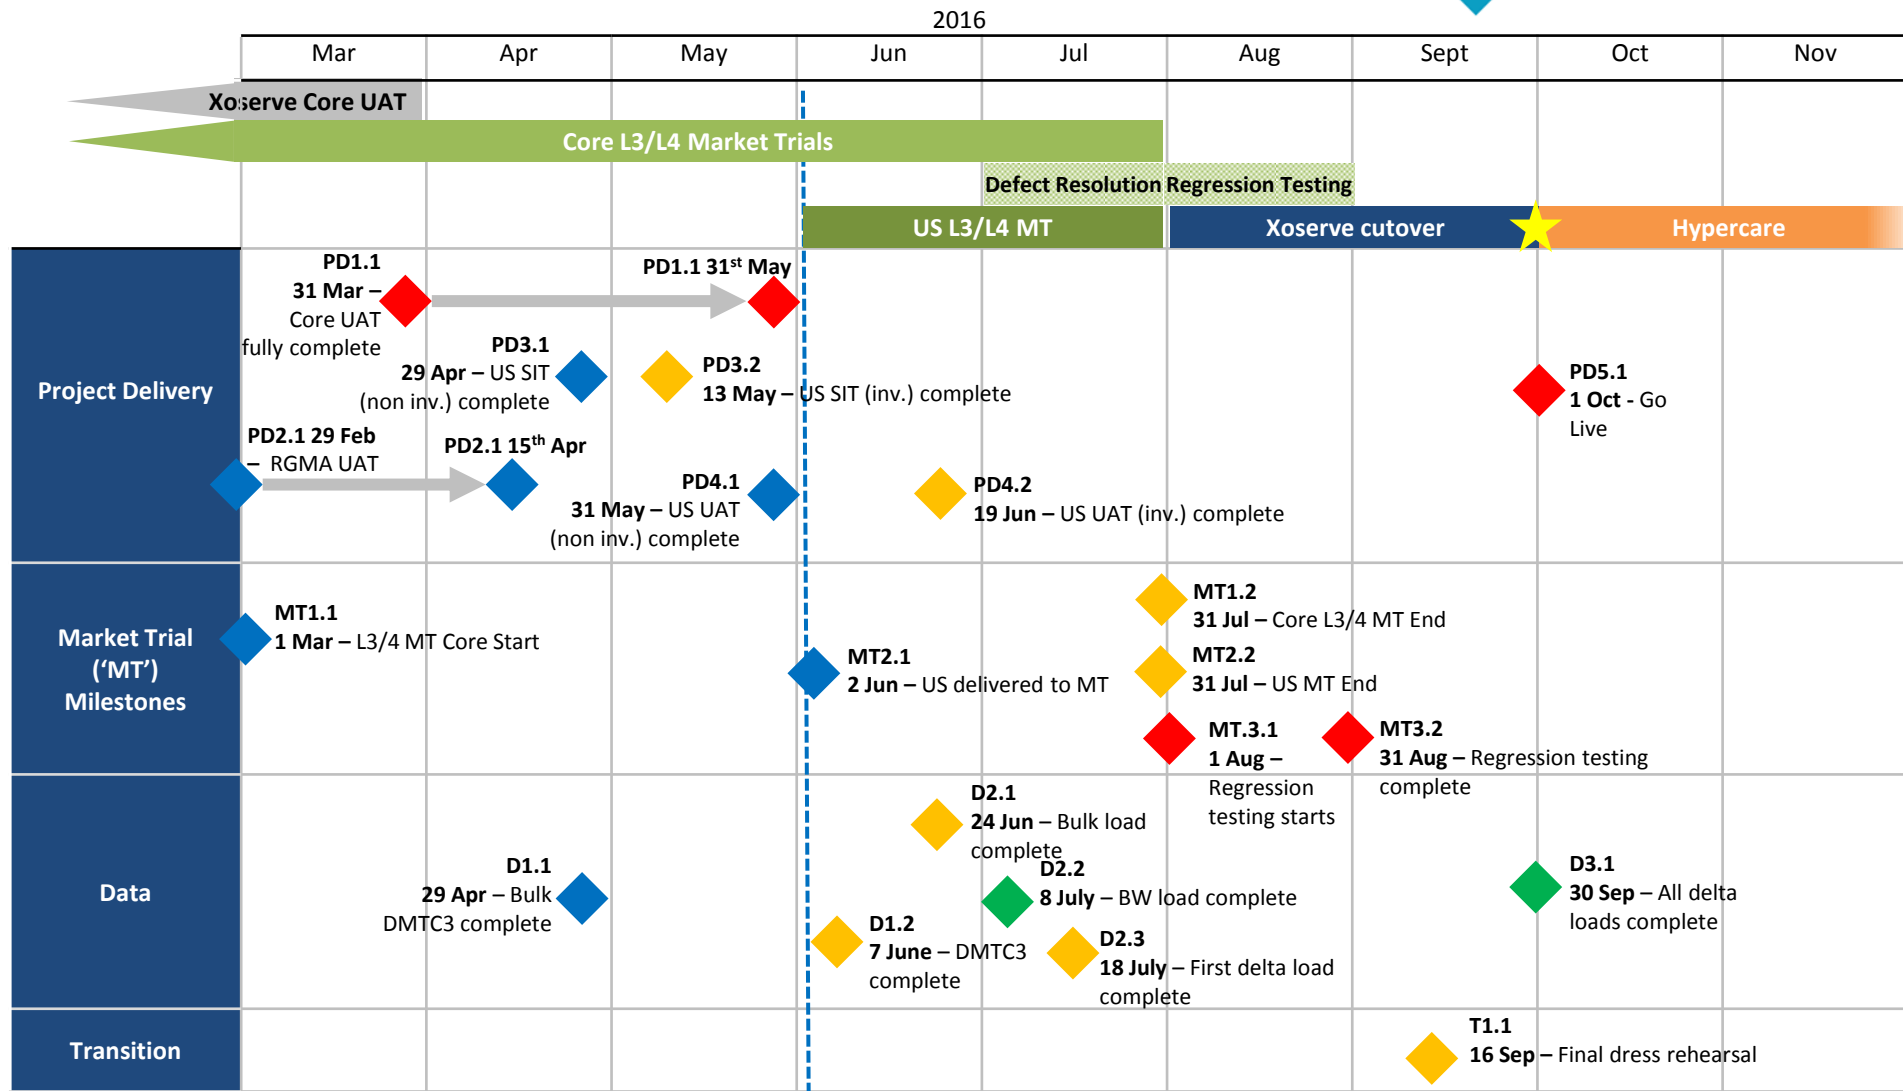 2016
Mar
Apr
May
Jun
Jul
Aug
Sept
Oct
Nov
Xoserve Core UAT
Core L3/L4 Market Trials
Defect Resolution Regression Testing
US L3/L4 MT
Xoserve cutover
Hypercare
Project Delivery
PD1.1
31 Mar –
Core UAT
fully complete
PD1.1 31st May
PD3.1
29 Apr – US SIT
(non inv.) complete
PD3.2
13 May – US SIT (inv.) complete
PD5.1
1 Oct - Go
Live
PD2.1 29 Feb
– RGMA UAT
PD2.1 15th Apr
PD4.1
31 May – US UAT
(non inv.) complete
PD4.2
19 Jun – US UAT (inv.) complete
Market Trial
(‘MT’)
Milestones
MT1.1
1 Mar – L3/4 MT Core Start
MT2.1
2 Jun – US delivered to MT
MT1.2
31 Jul – Core L3/4 MT End
MT2.2
31 Jul – US MT End
MT.3.1
1 Aug –
Regression
testing starts
MT3.2
31 Aug – Regression testing
complete
Data
D1.1
29 Apr – Bulk
DMTC3 complete
D2.1
24 Jun – Bulk load
complete
D2.2
8 July – BW load complete
D1.2
7 June – DMTC3
complete
D2.3
18 July – First delta load
complete
D3.1
30 Sep – All delta
loads complete
Transition
T1.1
16 Sep – Final dress rehearsal